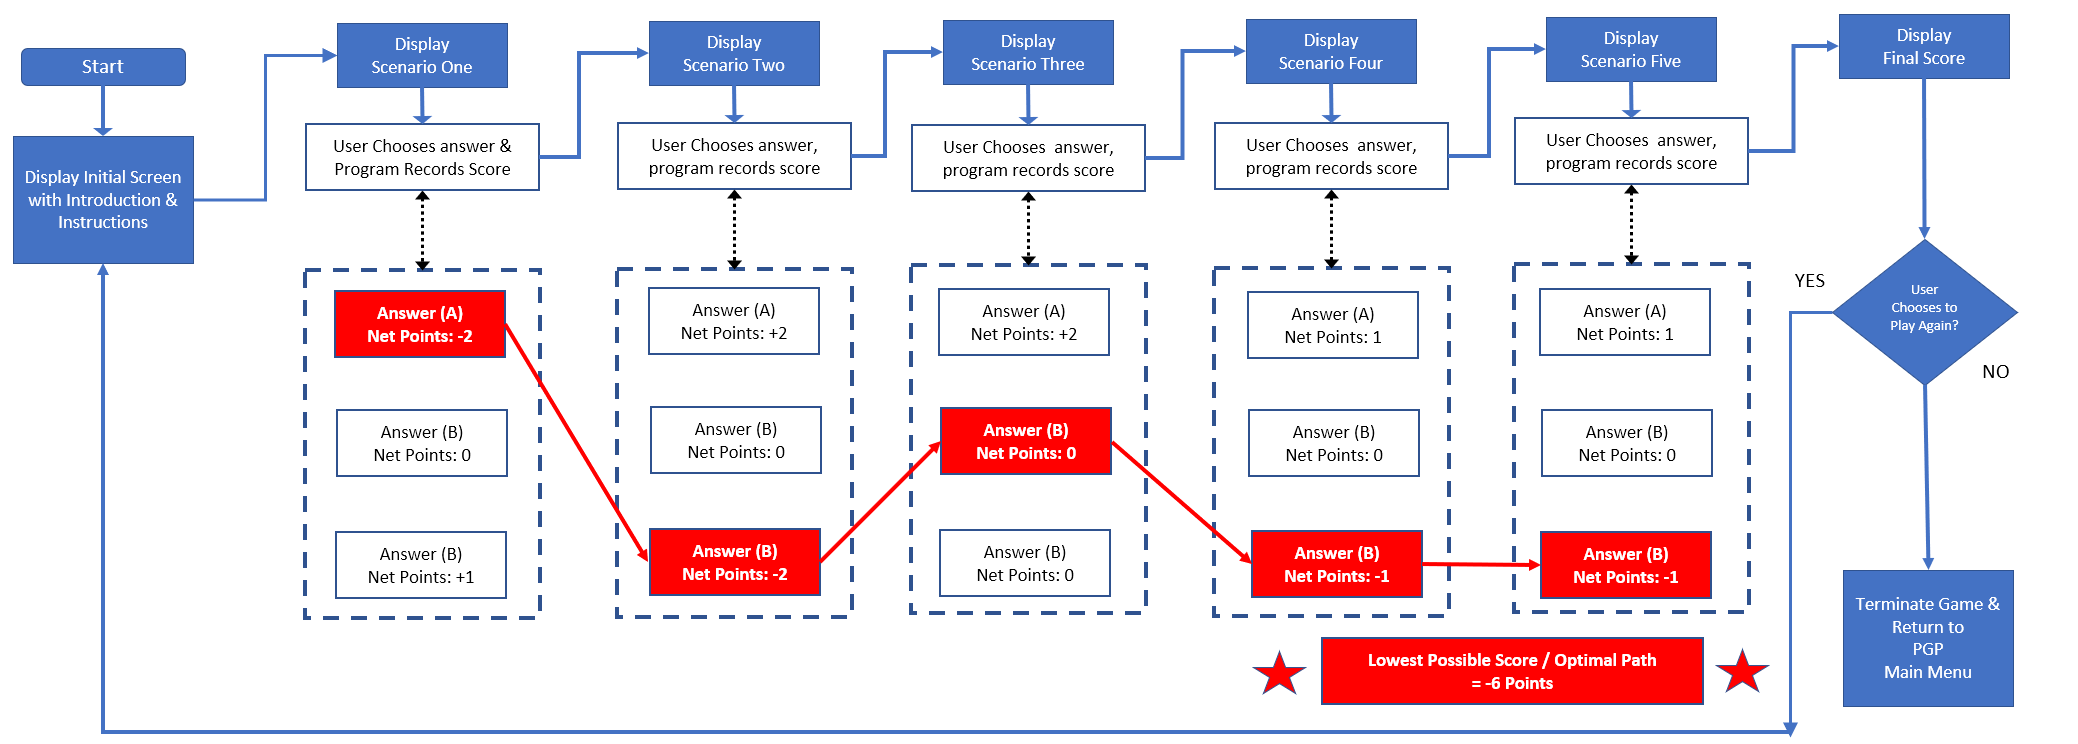 Start
Display Initial Screen
with Introduction &
Instructions
Display
Scenario One
User Chooses answer &
Program Records Score
Answer (A)
Net Points: -2
Answer (B)
Net Points: 0
Answer (B)
Net Points: +1
Display
Scenario Two
User Chooses answer,
program records score
Answer (A)
Net Points: +2
Answer (B)
Net Points: 0
Answer (B)
Net Points: -2
Display
Scenario Three
User Chooses  answer,
program records score
Answer (A)
Net Points: +2
Answer (B)
Net Points: 0
Answer (B)
Net Points: 0
Display
Scenario Four
User Chooses  answer,
program records score
Answer (A)
Net Points: 1
Answer (B)
Net Points: 0
Answer (B)
Net Points: -1
Display
Scenario Five
User Chooses  answer,
program records score
Answer (A)
Net Points: 1
Answer (B)
Net Points: 0
Answer (B)
Net Points: -1
Lowest Possible Score / Optimal Path
= -6 Points
Display
Final Score
User
Chooses to
Play Again?
YES
NO
Terminate Game &
Return to
PGP
Main Menu